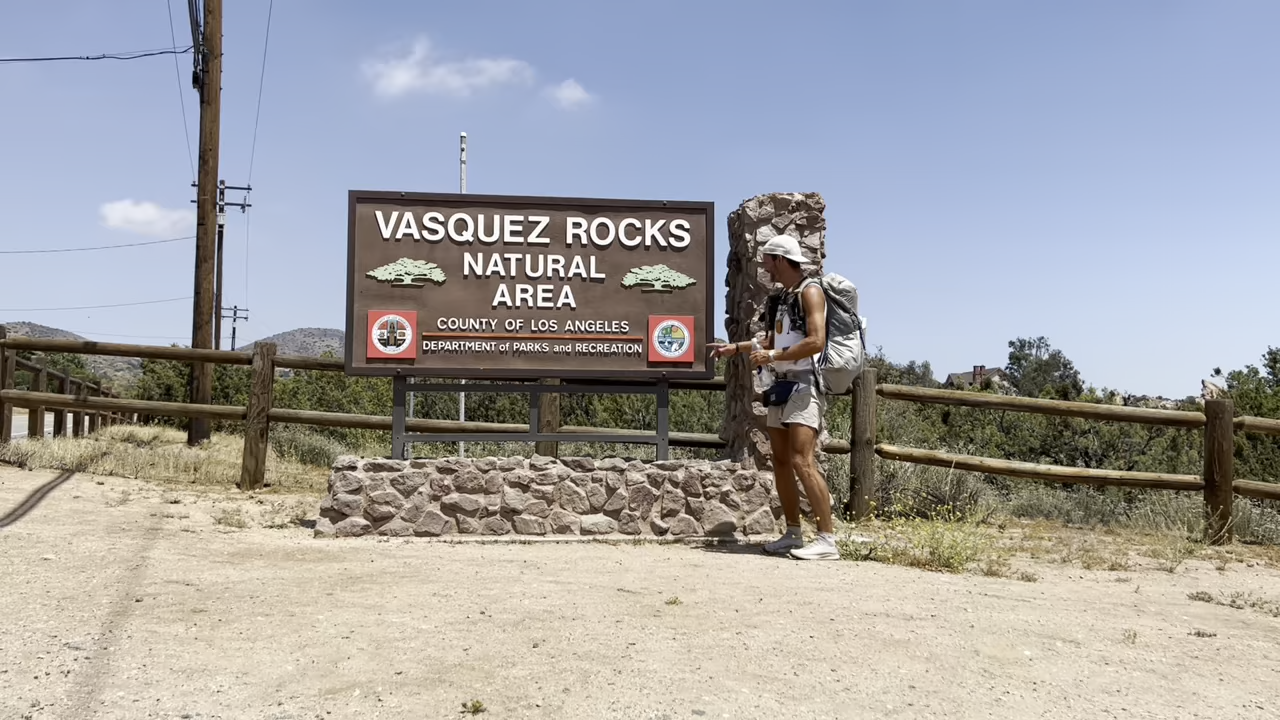 VASQUEZ ROCKS
NATURAL
AREA
COUNTY OF LOS ANGELES
DEPARTMENT of PARKS and RECREATION